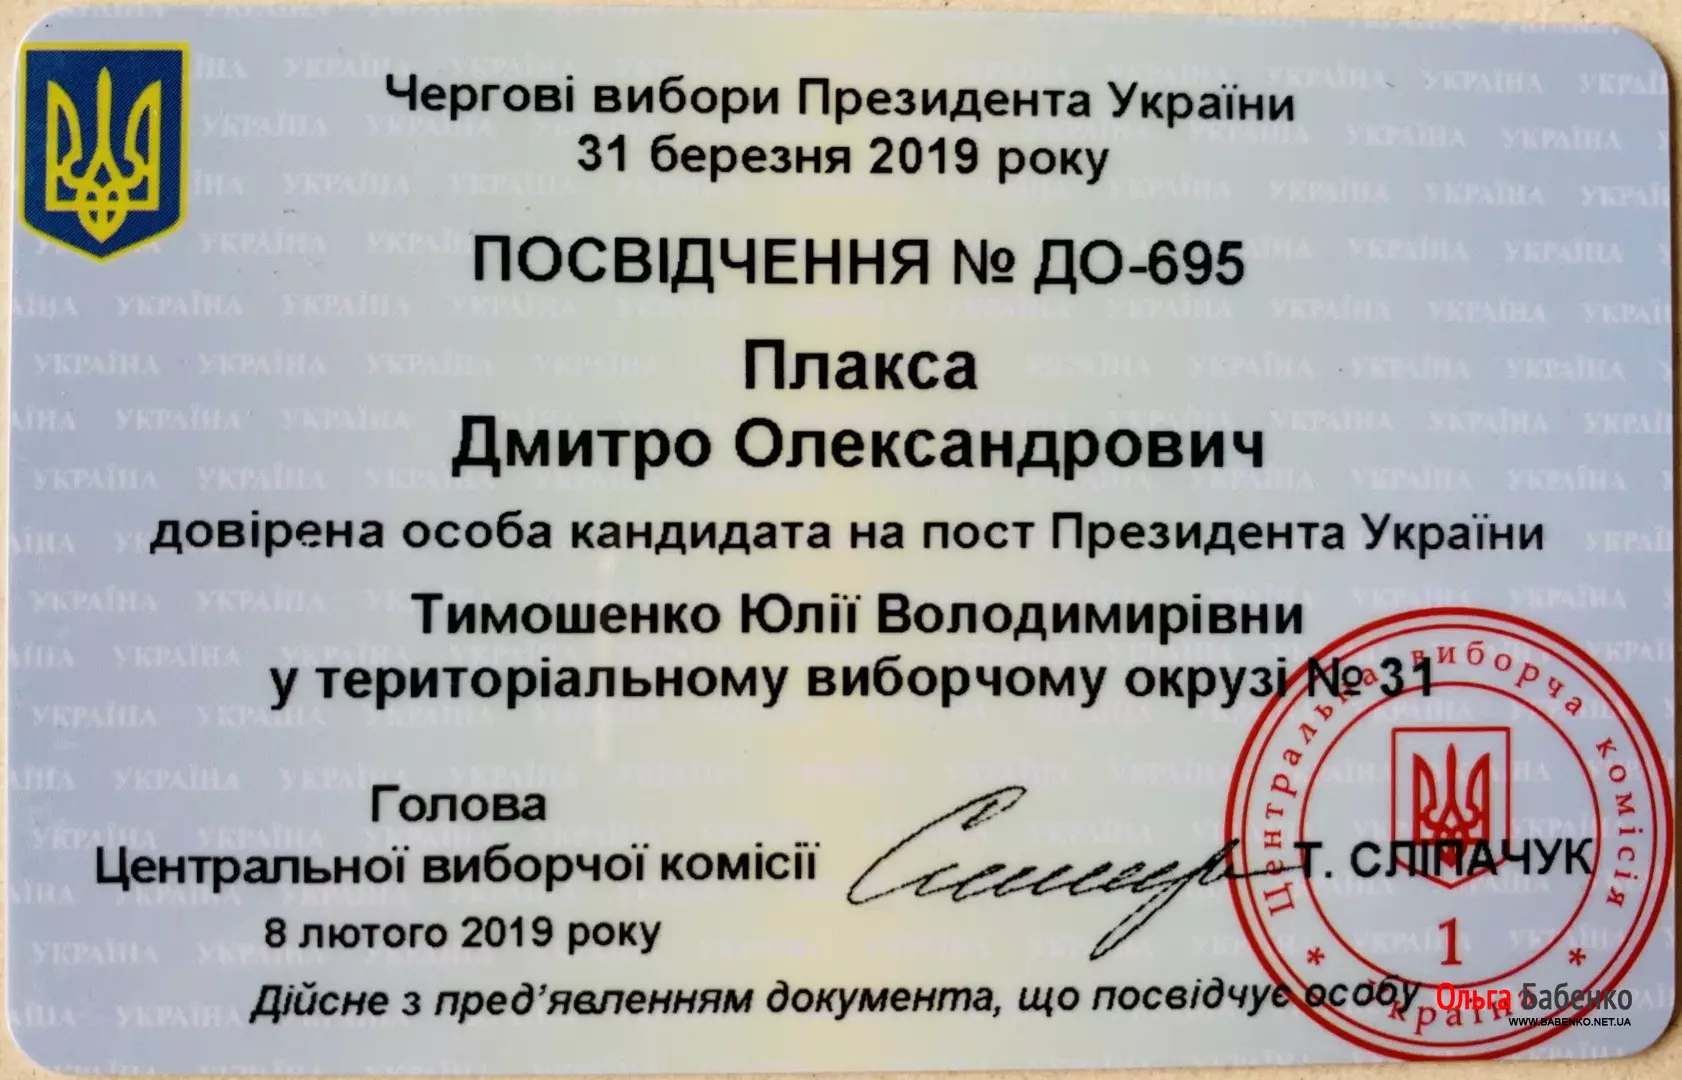 Чергові вибори Президента України
31 березня 2019 року
ПОСВІДЧЕННЯ № ДО-695
Плакса
Дмитро Олександрович
довірена особа кандидата на пост Президента України
Тимошенко Юлії Володимирівни
у територіальному виборчому окрузі № 31
Голова
Центральної виборчої комісії
Т. СЛІПАЧУК
8 лютого 2019 року
Дійсне з пред’явленням документа, що посвідчує особу
Центральна виборча комісія
* 1 *
Україна
Ольга Бабенко
WWW.BABENKO.NET.UA